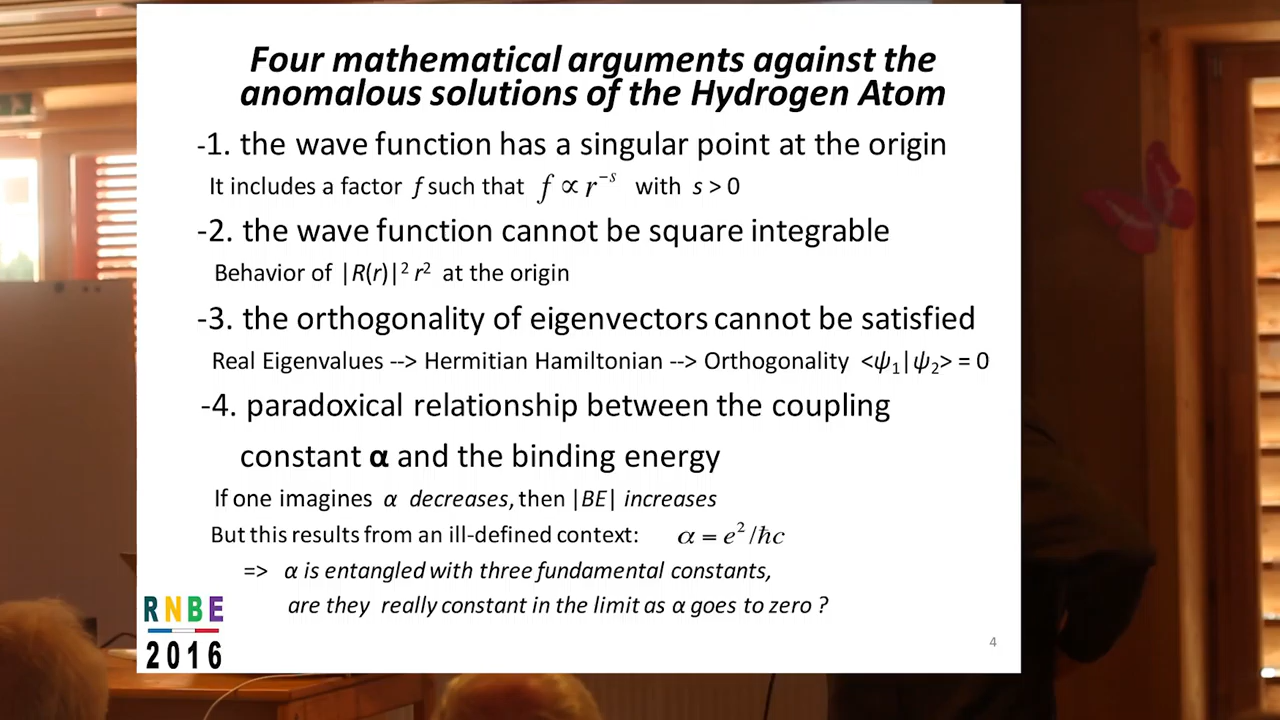 Four mathematical arguments against the
anomalous solutions of the Hydrogen Atom
-1. the wave function has a singular point at the origin
It includes a factor f such that f ∝ r⁻ˢ with s > 0
-2. the wave function cannot be square integrable
Behavior of |R(r)|² r² at the origin
-3. the orthogonality of eigenvectors cannot be satisfied
Real Eigenvalues --> Hermitian Hamiltonian --> Orthogonality <ψ₁|ψ₂> = 0
-4. paradoxical relationship between the coupling
constant α and the binding energy
If one imagines α decreases, then |BE| increases
But this results from an ill-defined context: α = e²/ħc
=> α is entangled with three fundamental constants,
are they really constant in the limit as α goes to zero ?
RNBE
2016
4